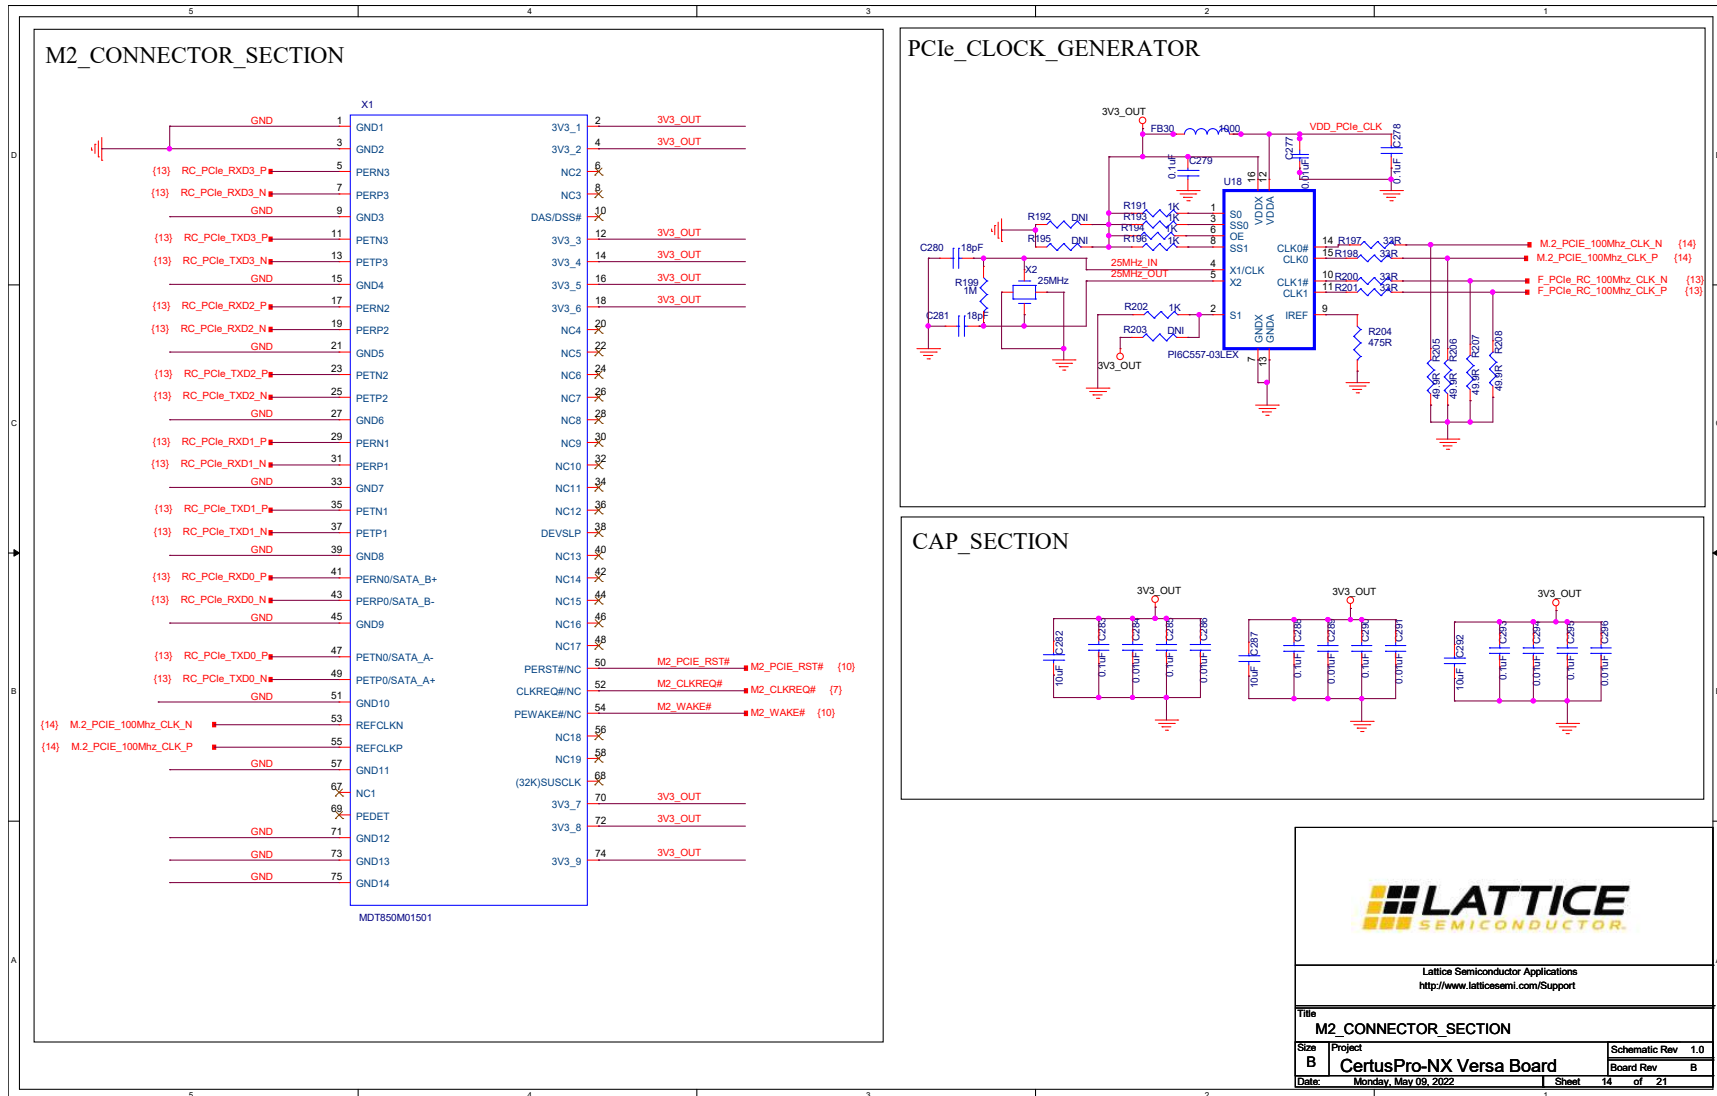 5 4 3 2 1
M2_CONNECTOR_SECTION
X1
GND 1 GND1 3V3_1 2 3V3_OUT
3 GND2 3V3_2 4 3V3_OUT
{13} RC_PCIe_RXD3_P 5 PERN3 NC2 6
{13} RC_PCIe_RXD3_N 7 PERP3 NC3 8
GND 9 GND3 DAS/DSS# 10
{13} RC_PCIe_TXD3_P 11 PETN3 3V3_3 12 3V3_OUT
{13} RC_PCIe_TXD3_N 13 PETP3 3V3_4 14 3V3_OUT
GND 15 GND4 3V3_5 16 3V3_OUT
{13} RC_PCIe_RXD2_P 17 PERN2 3V3_6 18 3V3_OUT
{13} RC_PCIe_RXD2_N 19 PERP2 NC4 20
GND 21 GND5 NC5 22
{13} RC_PCIe_TXD2_P 23 PETN2 NC6 24
{13} RC_PCIe_TXD2_N 25 PETP2 NC7 26
GND 27 GND6 NC8 28
{13} RC_PCIe_RXD1_P 29 PERN1 NC9 30
{13} RC_PCIe_RXD1_N 31 PERP1 NC10 32
GND 33 GND7 NC11 34
{13} RC_PCIe_TXD1_P 35 PETN1 NC12 36
{13} RC_PCIe_TXD1_N 37 PETP1 DEVSLP 38
GND 39 GND8 NC13 40
{13} RC_PCIe_RXD0_P 41 PERN0/SATA_B+ NC14 42
{13} RC_PCIe_RXD0_N 43 PERP0/SATA_B- NC15 44
GND 45 GND9 NC16 46
NC17 48
{13} RC_PCIe_TXD0_P 47 PETN0/SATA_A- PERST#/NC 50 M2_PCIE_RST# M2_PCIE_RST# {10}
{13} RC_PCIe_TXD0_N 49 PETP0/SATA_A+ CLKREQ#/NC 52 M2_CLKREQ# M2_CLKREQ# {7}
GND 51 GND10 PEWAKE#/NC 54 M2_WAKE# M2_WAKE# {10}
{14} M.2_PCIE_100Mhz_CLK_N 53 REFCLKN NC18 56
{14} M.2_PCIE_100Mhz_CLK_P 55 REFCLKP NC19 58
GND 57 GND11 (32K)SUSCLK 68
67 NC1 3V3_7 70 3V3_OUT
69 PEDET 3V3_8 72 3V3_OUT
GND 71 GND12
GND 73 GND13 3V3_9 74 3V3_OUT
GND 75 GND14
MDT850M01501
PCIe_CLOCK_GENERATOR
3V3_OUT
FB30 1000 VDD_PCIe_CLK
C279 0.1uF
C277 0.01uF
C278 0.1uF
U18
16 VDDX
12 VDDA
R191 1K 1 S0
R192 DNI R193 1K 3 SS0
R194 1K 6 OE
R195 DNI R196 1K 8 SS1
C280 18pF
25MHz_IN 4 X1/CLK
25MHz_OUT 5 X2
R199 1M
X2 25MHz
C281 18pF
R202 1K 2 S1
R203 DNI
3V3_OUT
PI6C557-03LEX
GNDX 7
GNDA 13
CLK0# 14 R197 33R M.2_PCIE_100Mhz_CLK_N {14}
CLK0 15 R198 33R M.2_PCIE_100Mhz_CLK_P {14}
CLK1# 10 R200 33R F_PCIe_RC_100Mhz_CLK_N {13}
CLK1 11 R201 33R F_PCIe_RC_100Mhz_CLK_P {13}
IREF 9
R204
475R
49.9R R205
49.9R R206
49.9R R207
49.9R R208
CAP_SECTION
3V3_OUT
C282 10uF
C283 0.1uF
C284 0.01uF
C285 0.1uF
C286 0.01uF
3V3_OUT
C287 10uF
C288 0.1uF
C289 0.01uF
C290 0.1uF
C291 0.01uF
3V3_OUT
C292 10uF
C293 0.1uF
C294 0.01uF
C295 0.1uF
C296 0.01uF
D
C
B
A
LATTICE
SEMICONDUCTOR.
Lattice Semiconductor Applications
http://www.latticesemi.com/Support
Title
M2_CONNECTOR_SECTION
Size B Project CertusPro-NX Versa Board Schematic Rev 1.0
Board Rev B
Date: Monday, May 09, 2022 Sheet 14 of 21
5 4 3 2 1